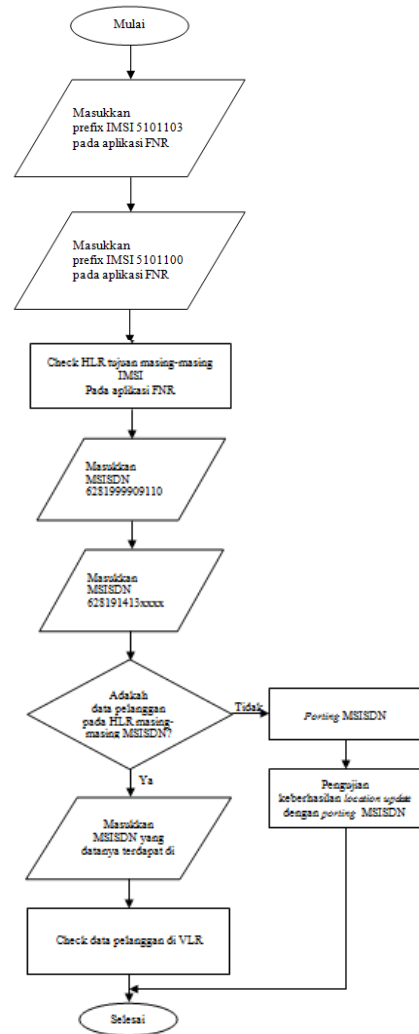 Mulai
Masukkan
prefix IMSI 5101103
pada aplikasi FNR
Masukkan
prefix IMSI 5101100
pada aplikasi FNR
Check HLR tujuan masing-masing
IMSI
Pada aplikasi FNR
Masukkan
MSISDN
6281999909110
Masukkan
MSISDN
628191413xxxx
Adakah
data pelanggan
pada HLR masing-
masing MSISDN?
Tidak
Porting MSISDN
Ya
Pengujian
keberhasilan location update
dengan porting MSISDN
Masukkan
MSISDN yang
datanya terdapat di
Check data pelanggan di VLR
Selesai